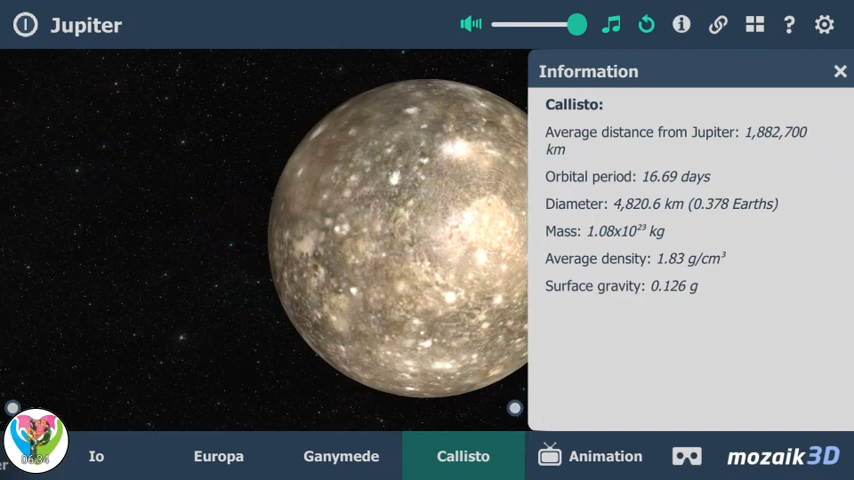 Jupiter
Information
Callisto:
Average distance from Jupiter: 1,882,700
km
Orbital period: 16.69 days
Diameter: 4,820.6 km (0.378 Earths)
Mass: 1.08x10²³ kg
Average density: 1.83 g/cm³
Surface gravity: 0.126 g
er Io Europa Ganymede Callisto Animation mozaik3D